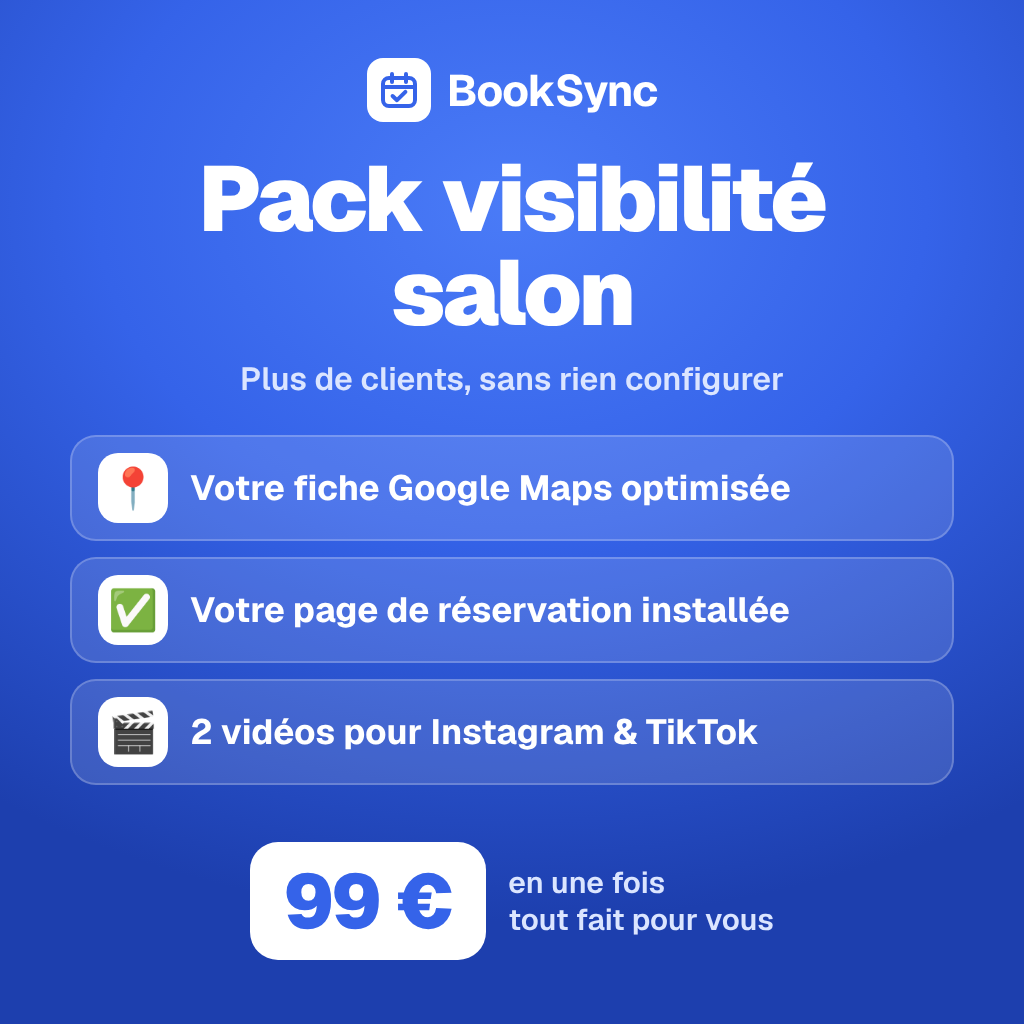 BookSync
Pack visibilité
salon
Plus de clients, sans rien configurer
Votre fiche Google Maps optimisée
Votre page de réservation installée
2 vidéos pour Instagram & TikTok
99 €
en une fois
tout fait pour vous